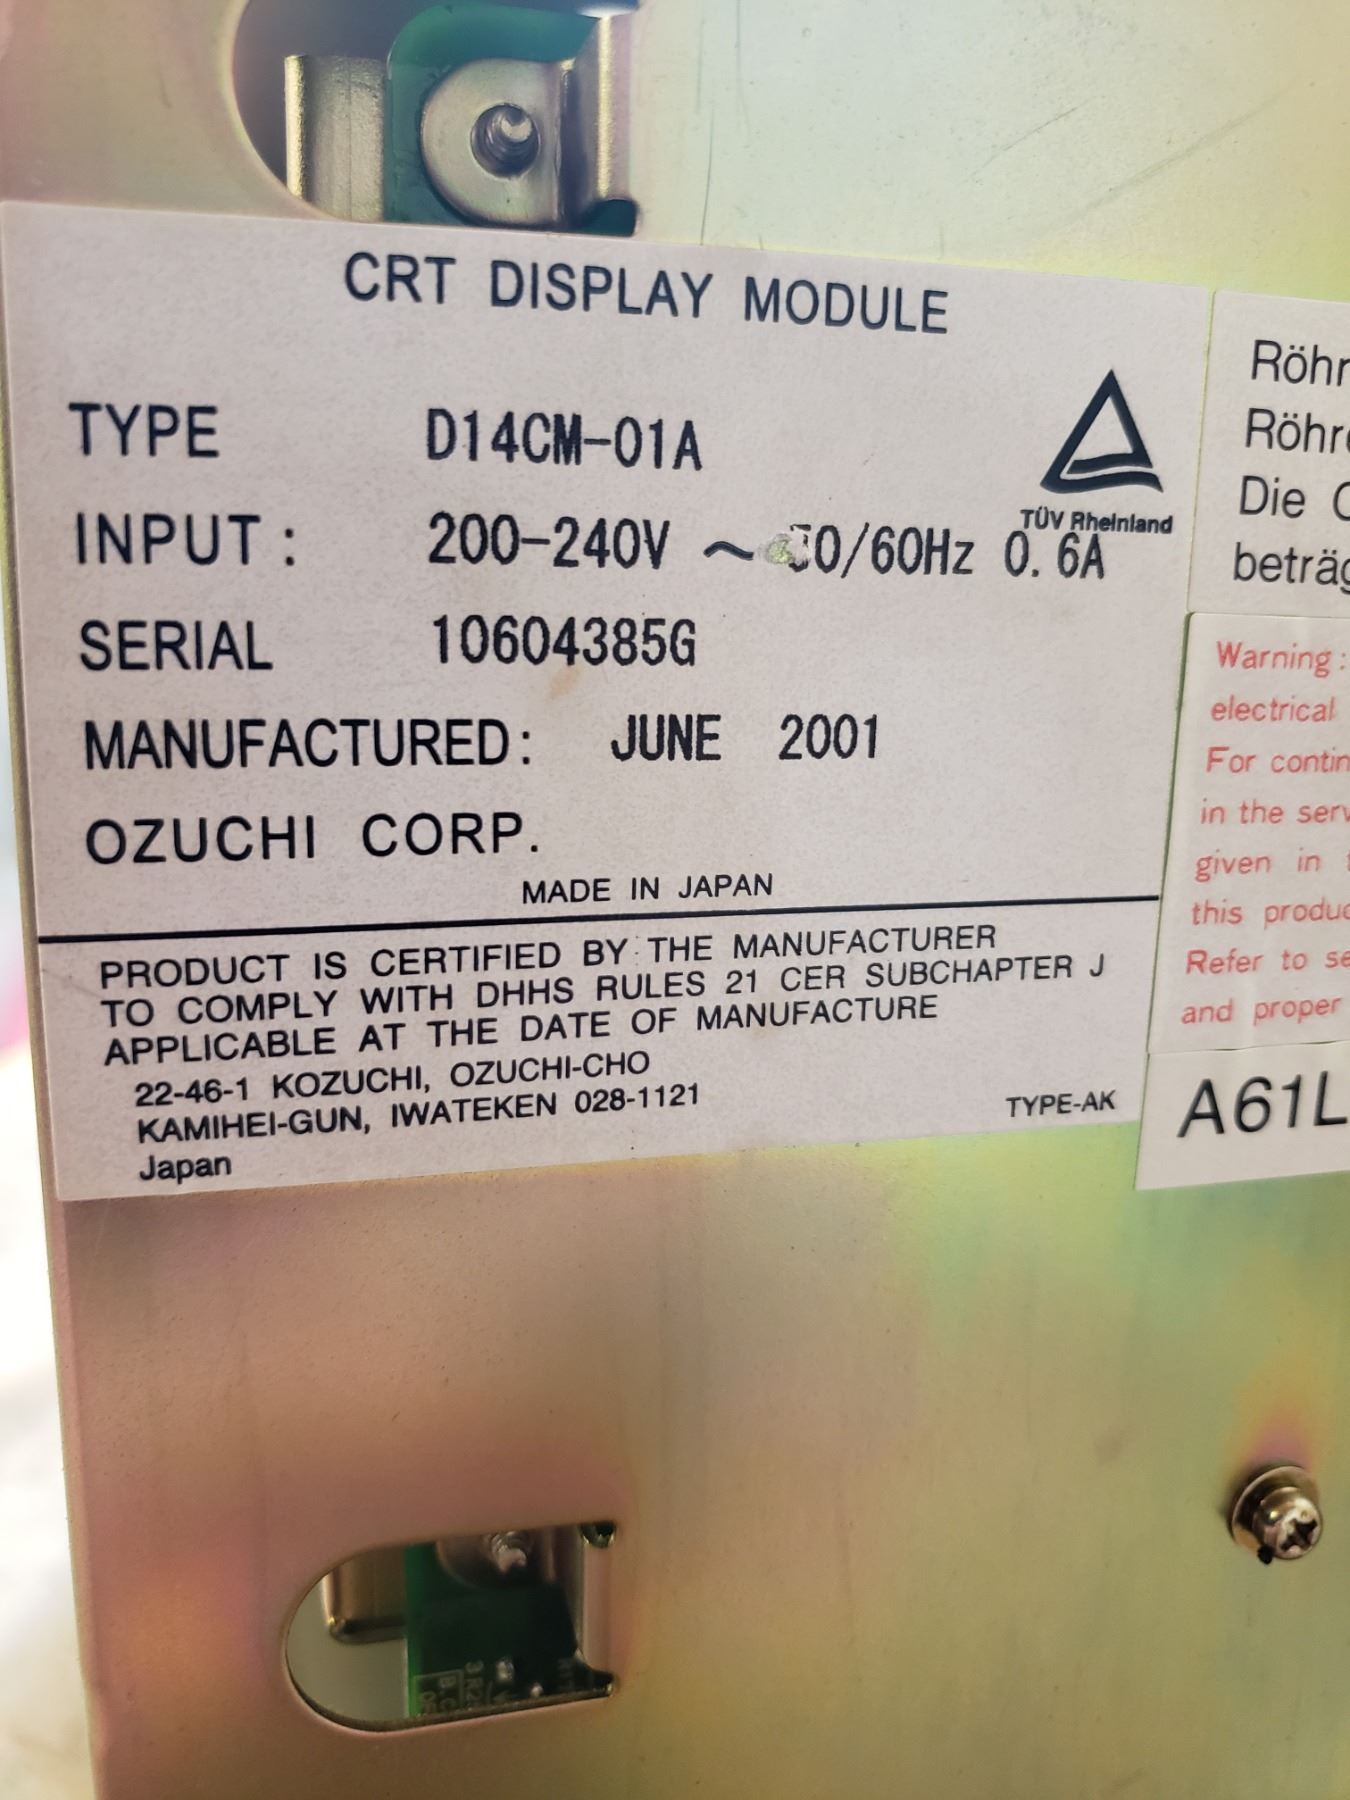 CRT DISPLAY MODULE
TYPE D14CM-01A
INPUT: 200-240V ~ 50/60Hz 0.6A
TÜV Rheinland
SERIAL 10604385G
MANUFACTURED: JUNE 2001
OZUCHI CORP.
MADE IN JAPAN
PRODUCT IS CERTIFIED BY THE MANUFACTURER
TO COMPLY WITH DHHS RULES 21 CER SUBCHAPTER J
APPLICABLE AT THE DATE OF MANUFACTURE
22-46-1 KOZUCHI, OZUCHI-CHO
KAMIHEI-GUN, IWATEKEN 028-1121
Japan
TYPE-AK
Röhr
Röhr
Die
beträg
Warning:
electrical
For contin
in the serv
given in
this produc
Refer to se
and proper
A61L